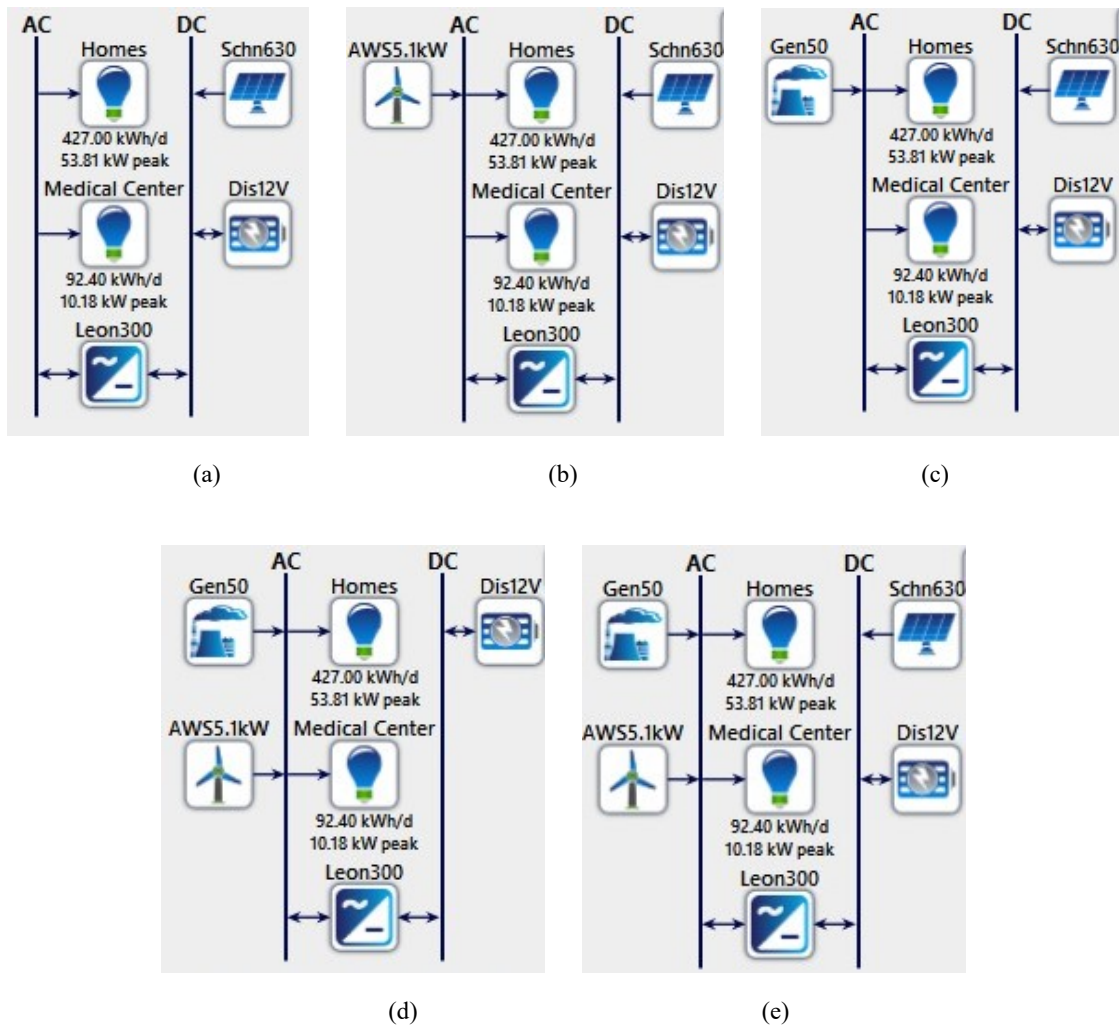 AC DC
Homes Schn630
427.00 kWh/d
53.81 kW peak
Medical Center Dis12V
92.40 kWh/d
10.18 kW peak
Leon300
(a)
AC DC
AWS5.1kW Homes Schn630
427.00 kWh/d
53.81 kW peak
Medical Center Dis12V
92.40 kWh/d
10.18 kW peak
Leon300
(b)
AC DC
Gen50 Homes Schn630
427.00 kWh/d
53.81 kW peak
Medical Center Dis12V
92.40 kWh/d
10.18 kW peak
Leon300
(c)
AC DC
Gen50 Homes Dis12V
427.00 kWh/d
53.81 kW peak
AWS5.1kW Medical Center
92.40 kWh/d
10.18 kW peak
Leon300
(d)
AC DC
Gen50 Homes Schn630
427.00 kWh/d
53.81 kW peak
AWS5.1kW Medical Center Dis12V
92.40 kWh/d
10.18 kW peak
Leon300
(e)